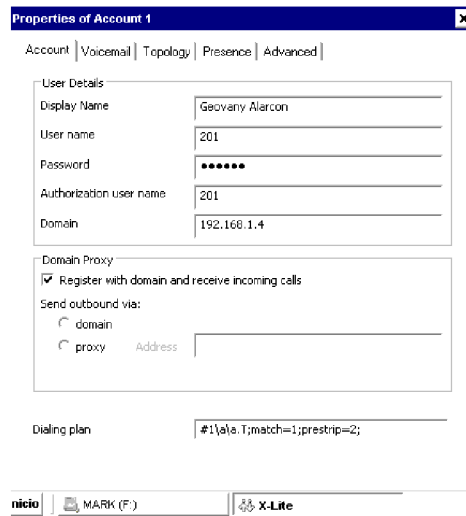 Properties of Account 1
Account Voicemail Topology Presence Advanced
User Details
Display Name Geovany Alarcon
User name 201
Password ●●●●●●
Authorization user name 201
Domain 192.168.1.4
Domain Proxy
Register with domain and receive incoming calls
Send outbound via:
domain
proxy Address
Dialing plan #1\a\a.T;match=1;prestrip=2;
nicio MARK (F:) X-Lite